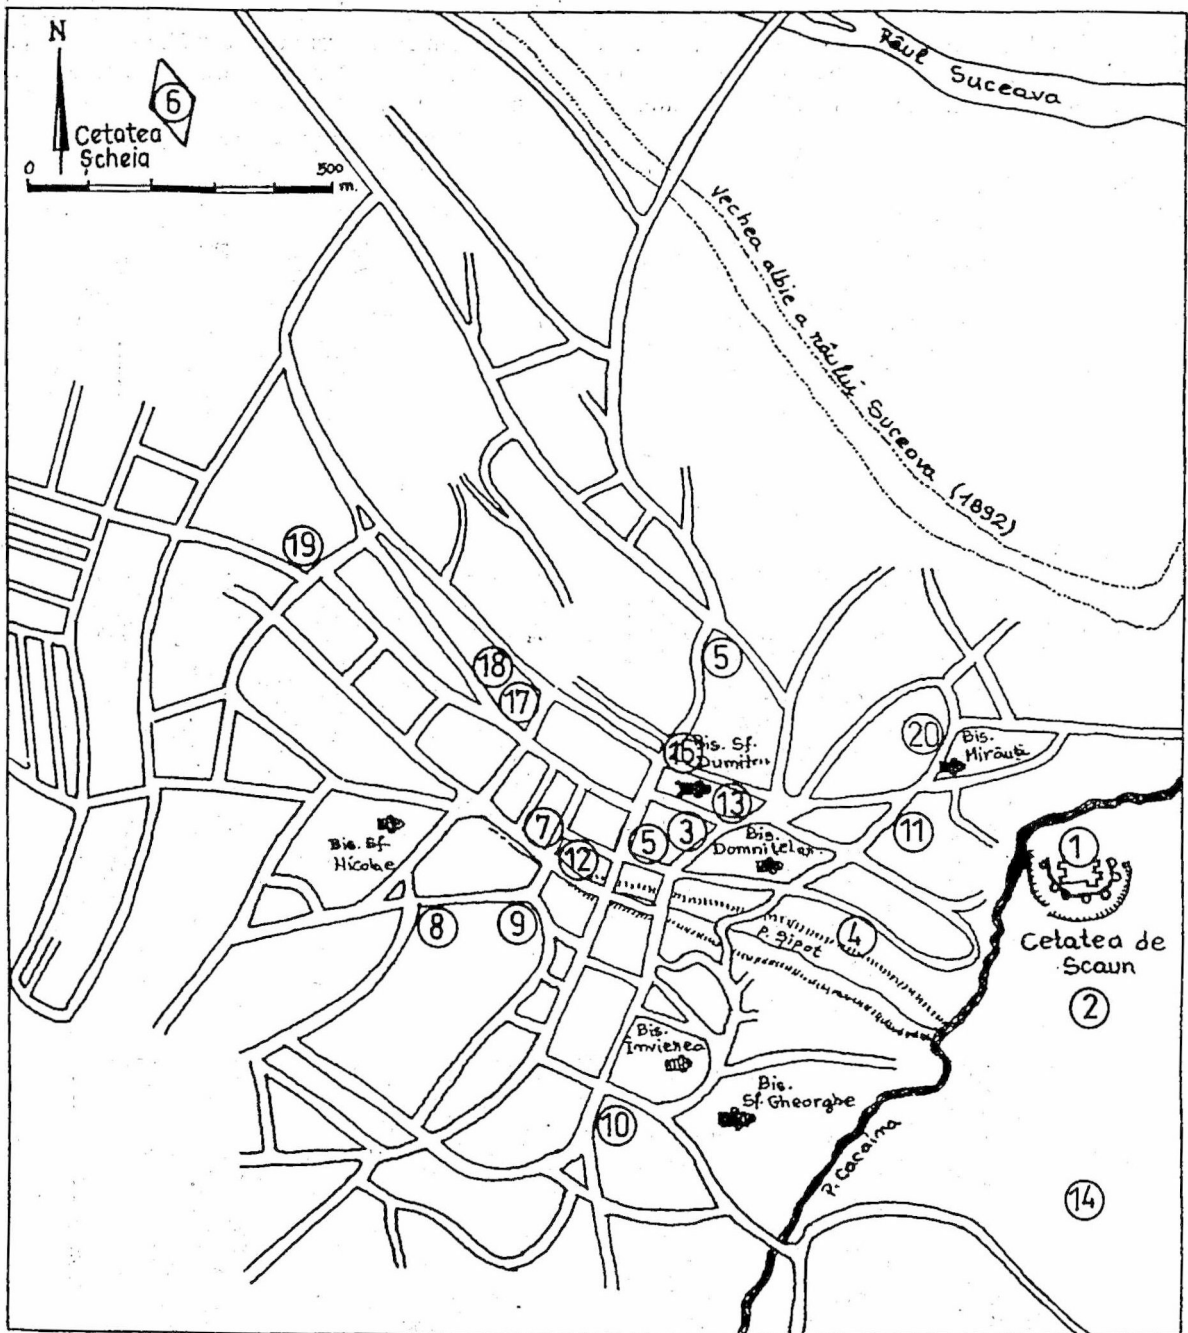 N
6
Cetatea
Șcheia
0 500
m.
Râul Suceava
Vechea albie a râului Suceava (1892)
19
5
18
17
16
Bis. Sf.
Dumitru
13
20
Bis.
Mirăuți
7
12
5
3
Bis.
Domnițelor
11
1
Cetatea de
Scaun
2
Bis. Sf.
Nicolae
8
9
P. Șipot
4
Bis.
Învierea
Bis.
Sf. Gheorghe
10
P. Cacaina
14